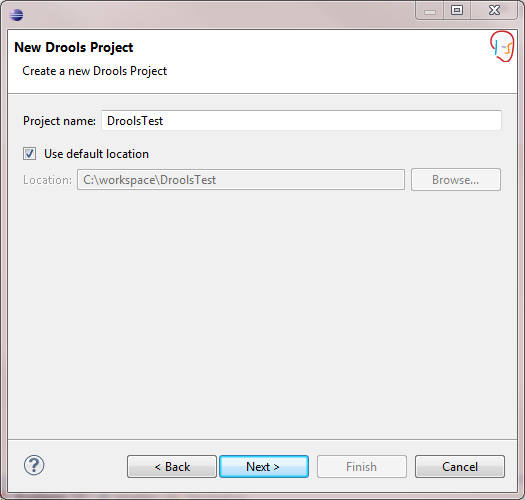 New Drools Project
Create a new Drools Project
Project name: DroolsTest
Use default location
Location: C:\workspace\DroolsTest Browse...
? < Back Next > Finish Cancel